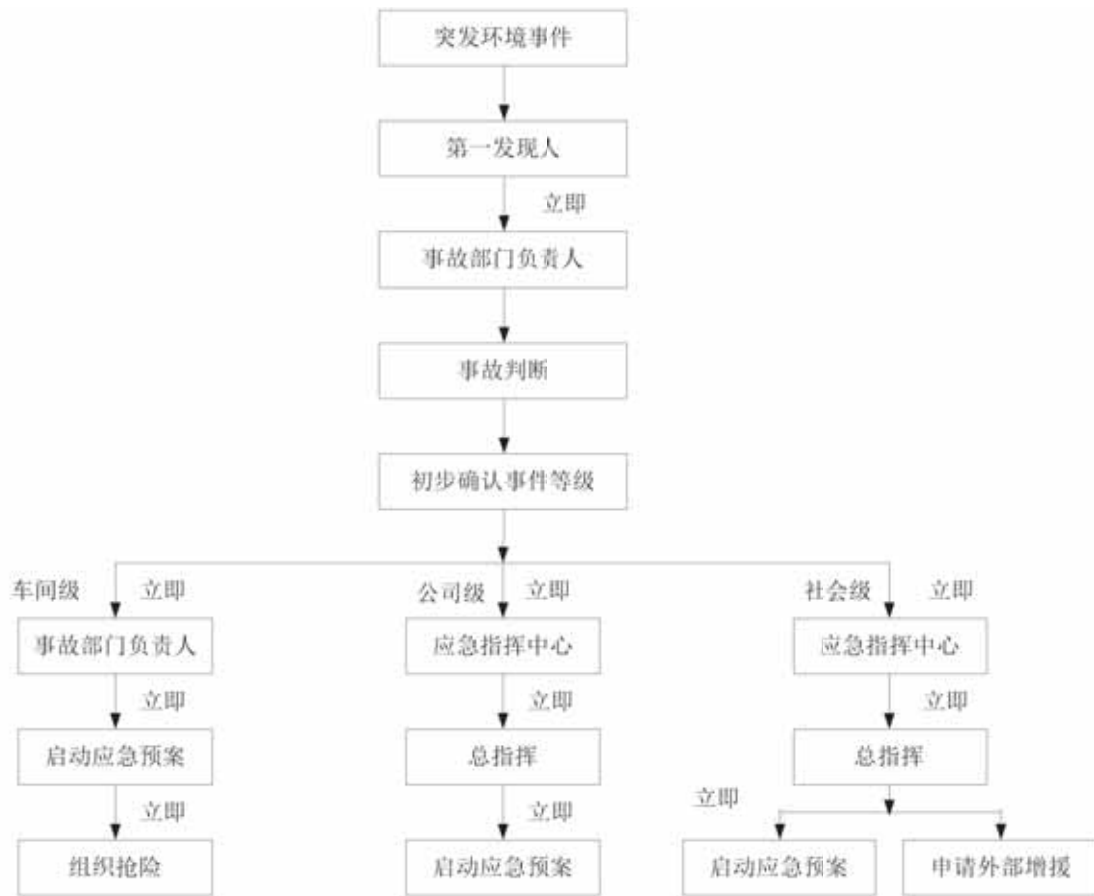 突发环境事件
第一发现人
立即
事故部门负责人
事故判断
初步确认事件等级
车间级 立即 公司级 立即 社会级 立即
事故部门负责人 应急指挥中心 应急指挥中心
立即 立即 立即
启动应急预案 总指挥 总指挥
立即 立即 立即
组织抢险 启动应急预案 启动应急预案 申请外部增援